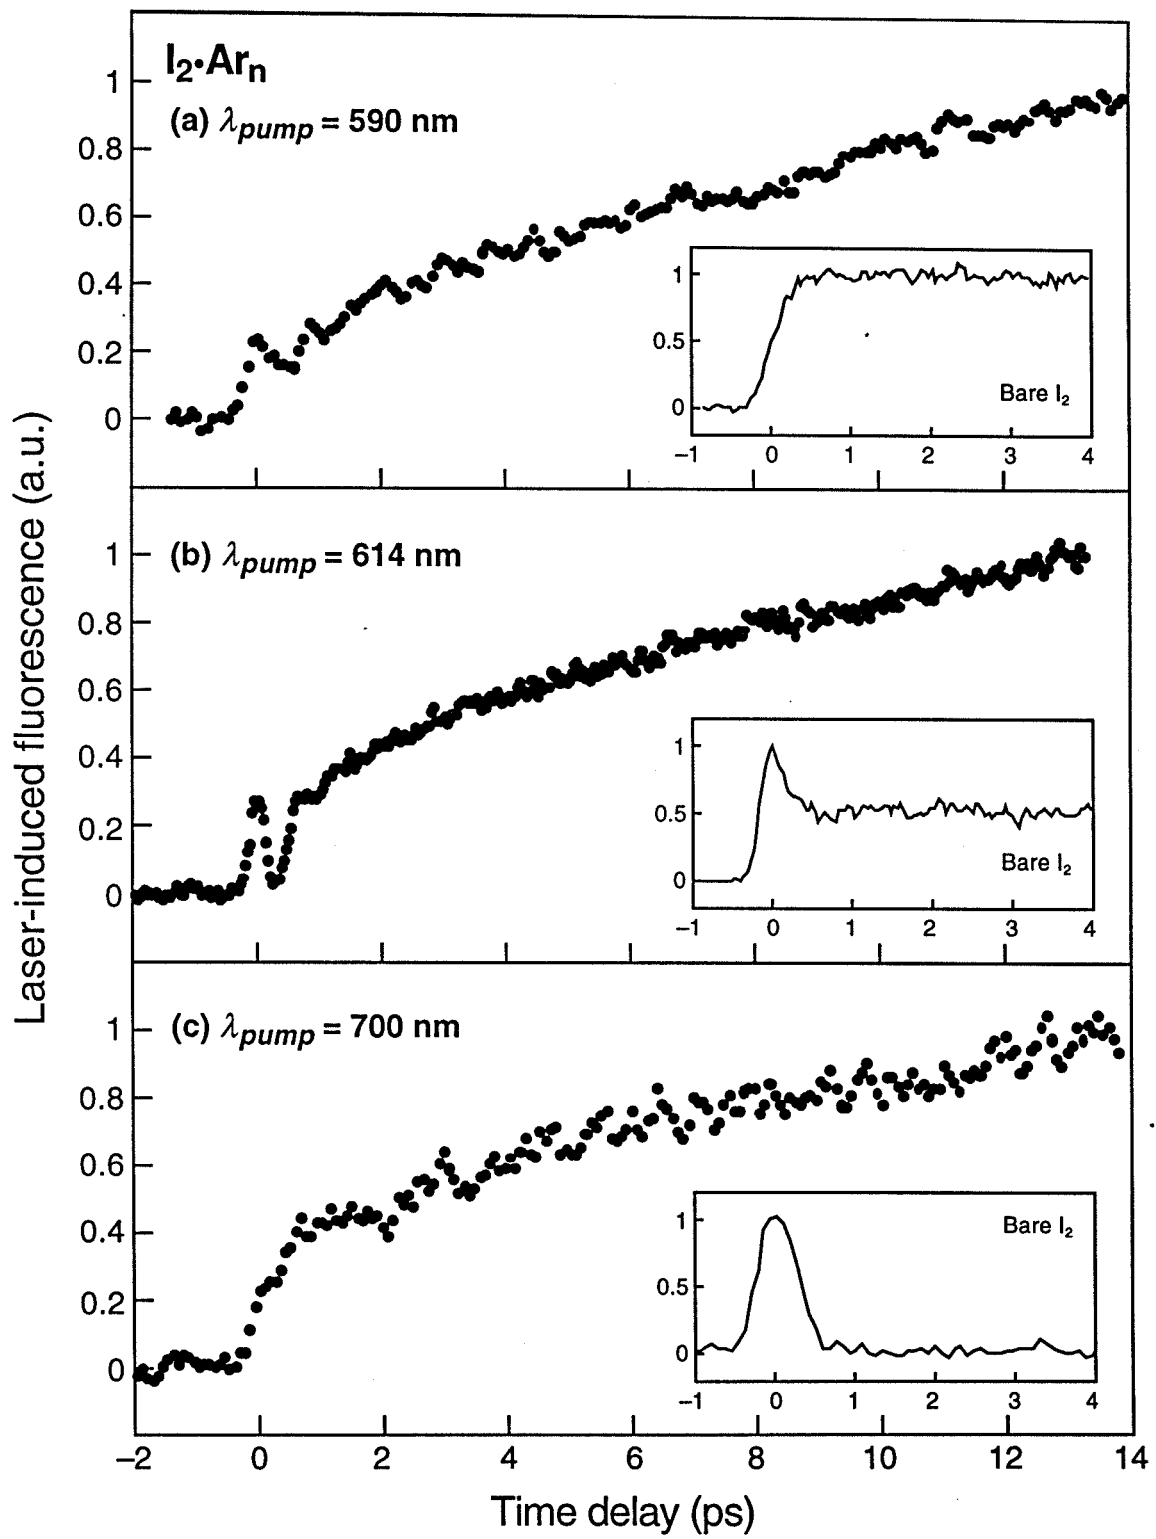 Laser-induced fluorescence (a.u.)
I₂•Arₙ
(a) λpump = 590 nm
1
0.8
0.6
0.4
0.2
0
1
0.5
0
Bare I₂
–1 0 1 2 3 4
(b) λpump = 614 nm
1
0.8
0.6
0.4
0.2
0
1
0.5
0
Bare I₂
–1 0 1 2 3 4
(c) λpump = 700 nm
1
0.8
0.6
0.4
0.2
0
Bare I₂
1
0.5
0
–1 0 1 2 3 4
–2 0 2 4 6 8 10 12 14
Time delay (ps)